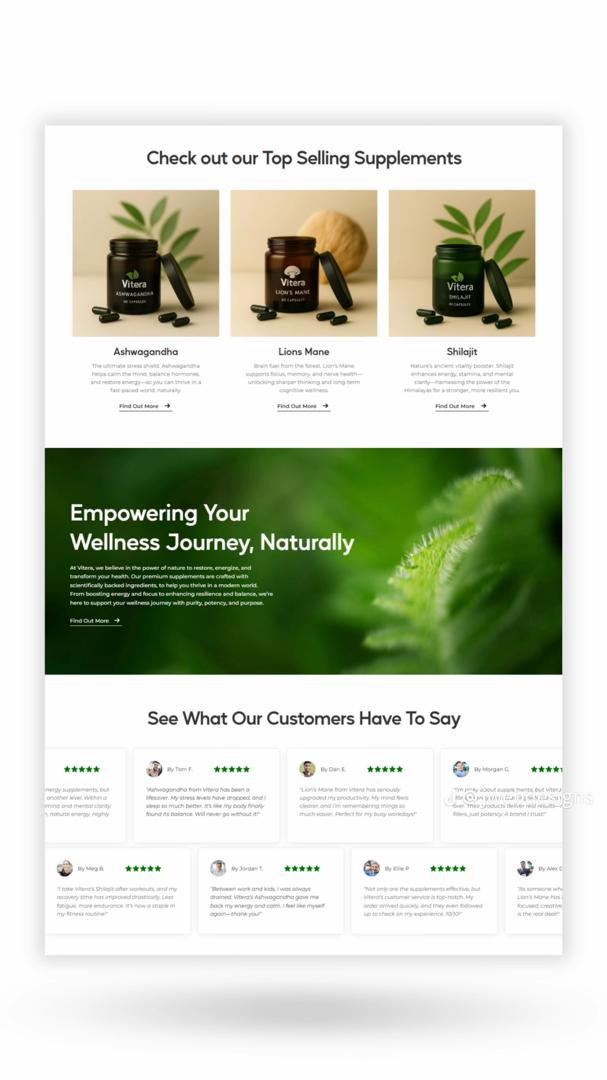 Check out our Top Selling Supplements
Vitera
ASHWAGANDHA
60 CAPSULES
Vitera
LION'S MANE
60 CAPSULES
Vitera
SHILAJIT
60 CAPSULES
Ashwagandha
The ultimate stress shield. Ashwagandha
helps calm the mind, balance hormones,
and restore energy—so you can thrive in a
fast-paced world, naturally.
Find Out More
Lions Mane
Brain fuel from the forest. Lion's Mane
supports focus, memory, and nerve health—
unlocking sharper thinking and long-term
cognitive wellness.
Find Out More
Shilajit
Nature's ancient vitality booster. Shilajit
enhances energy, stamina, and mental
clarity—harnessing the power of the
Himalayas for a stronger, more resilient you.
Find Out More
Empowering Your
Wellness Journey, Naturally
At Vitera, we believe in the power of nature to restore, energize, and
transform your health. Our premium supplements are crafted with
scientifically backed ingredients, to help you thrive in a modern world.
From boosting energy and focus to enhancing resilience and balance, we're
here to support your wellness journey with purity, potency, and purpose.
Find Out More
See What Our Customers Have To Say
energy supplements, but
another level. Within a
mina and mental clarity
natural energy. Highly
By Tom F.
"Ashwagandha from Vitera has been a
lifesaver. My stress levels have dropped, and I
sleep so much better. It's like my body finally
found its balance. Will never go without it!"
By Dan E.
"Lion's Mane from Vitera has seriously
upgraded my productivity. My mind feels
clearer, and I'm remembering things so
much easier. Perfect for my busy workdays!"
By Morgan G.
"I'm picky about supplements, but Vitera
products deliver real results—
fillers, just potency. A brand I trust!"
By Meg B.
"I take Vitera's Shilajit after workouts, and my
recovery time has improved drastically. Less
fatigue, more endurance. It's now a staple in
my fitness routine!"
By Jordan T.
"Between work and kids, I was always
drained. Vitera's Ashwagandha gave me
back my energy and calm. I feel like myself
again—thank you!"
By Ellie P
"Not only are the supplements effective, but
Vitera's customer service is top-notch. My
order arrived quickly, and they even followed
up to check on my experience. 10/10!"
By Alex
"As someone
Lion's Mane has
focused, creative
is the real deal!"